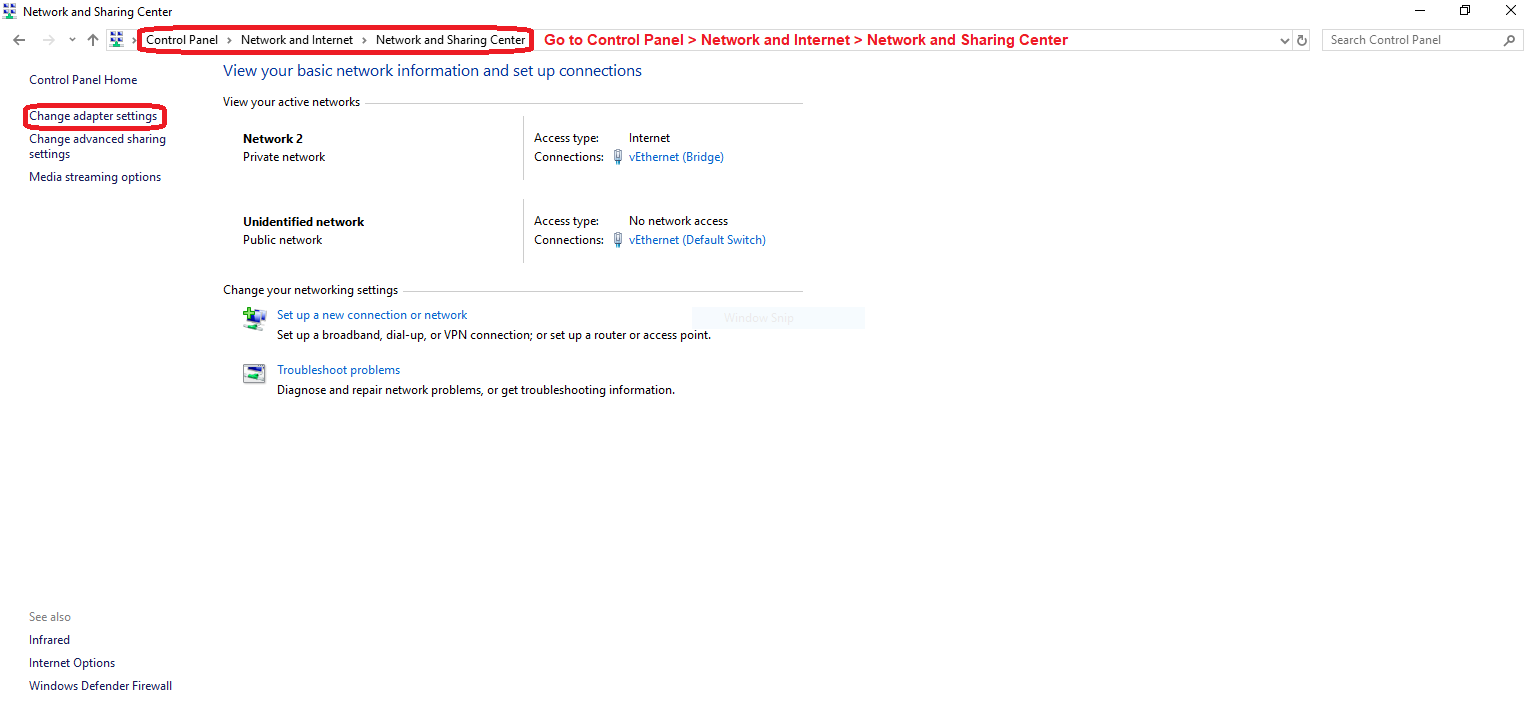 Network and Sharing Center
Control Panel > Network and Internet > Network and Sharing Center
Go to Control Panel > Network and Internet > Network and Sharing Center
Search Control Panel
Control Panel Home
Change adapter settings
Change advanced sharing
settings
Media streaming options
View your basic network information and set up connections
View your active networks
Network 2
Private network
Access type: Internet
Connections: vEthernet (Bridge)
Unidentified network
Public network
Access type: No network access
Connections: vEthernet (Default Switch)
Change your networking settings
Set up a new connection or network
Window Snip
Set up a broadband, dial-up, or VPN connection; or set up a router or access point.
Troubleshoot problems
Diagnose and repair network problems, or get troubleshooting information.
See also
Infrared
Internet Options
Windows Defender Firewall